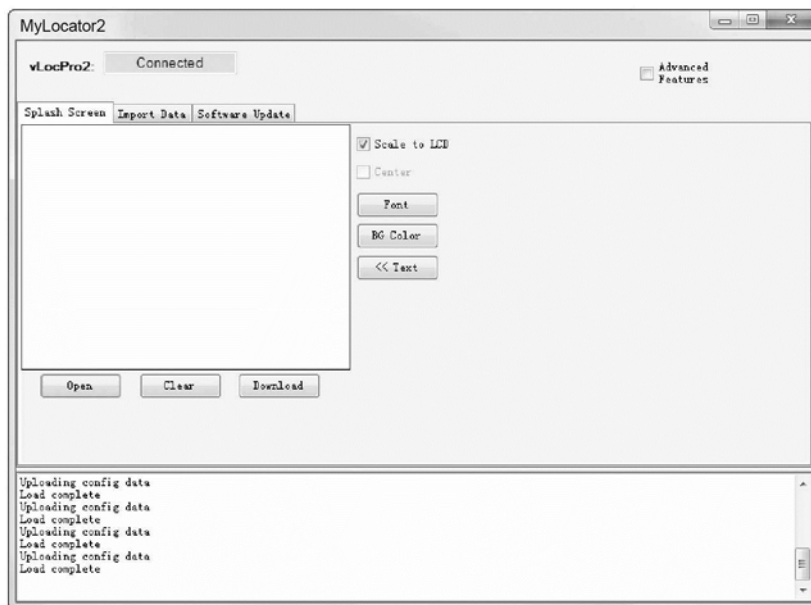 MyLocator2
vLocPro2: Connected
Advanced
Features
Splash Screen Import Data Software Update
Scale to LCD
Center
Font
BG Color
<< Text
Open Clear Download
Uploading config data
Load complete
Uploading config data
Load complete
Uploading config data
Load complete
Uploading config data
Load complete